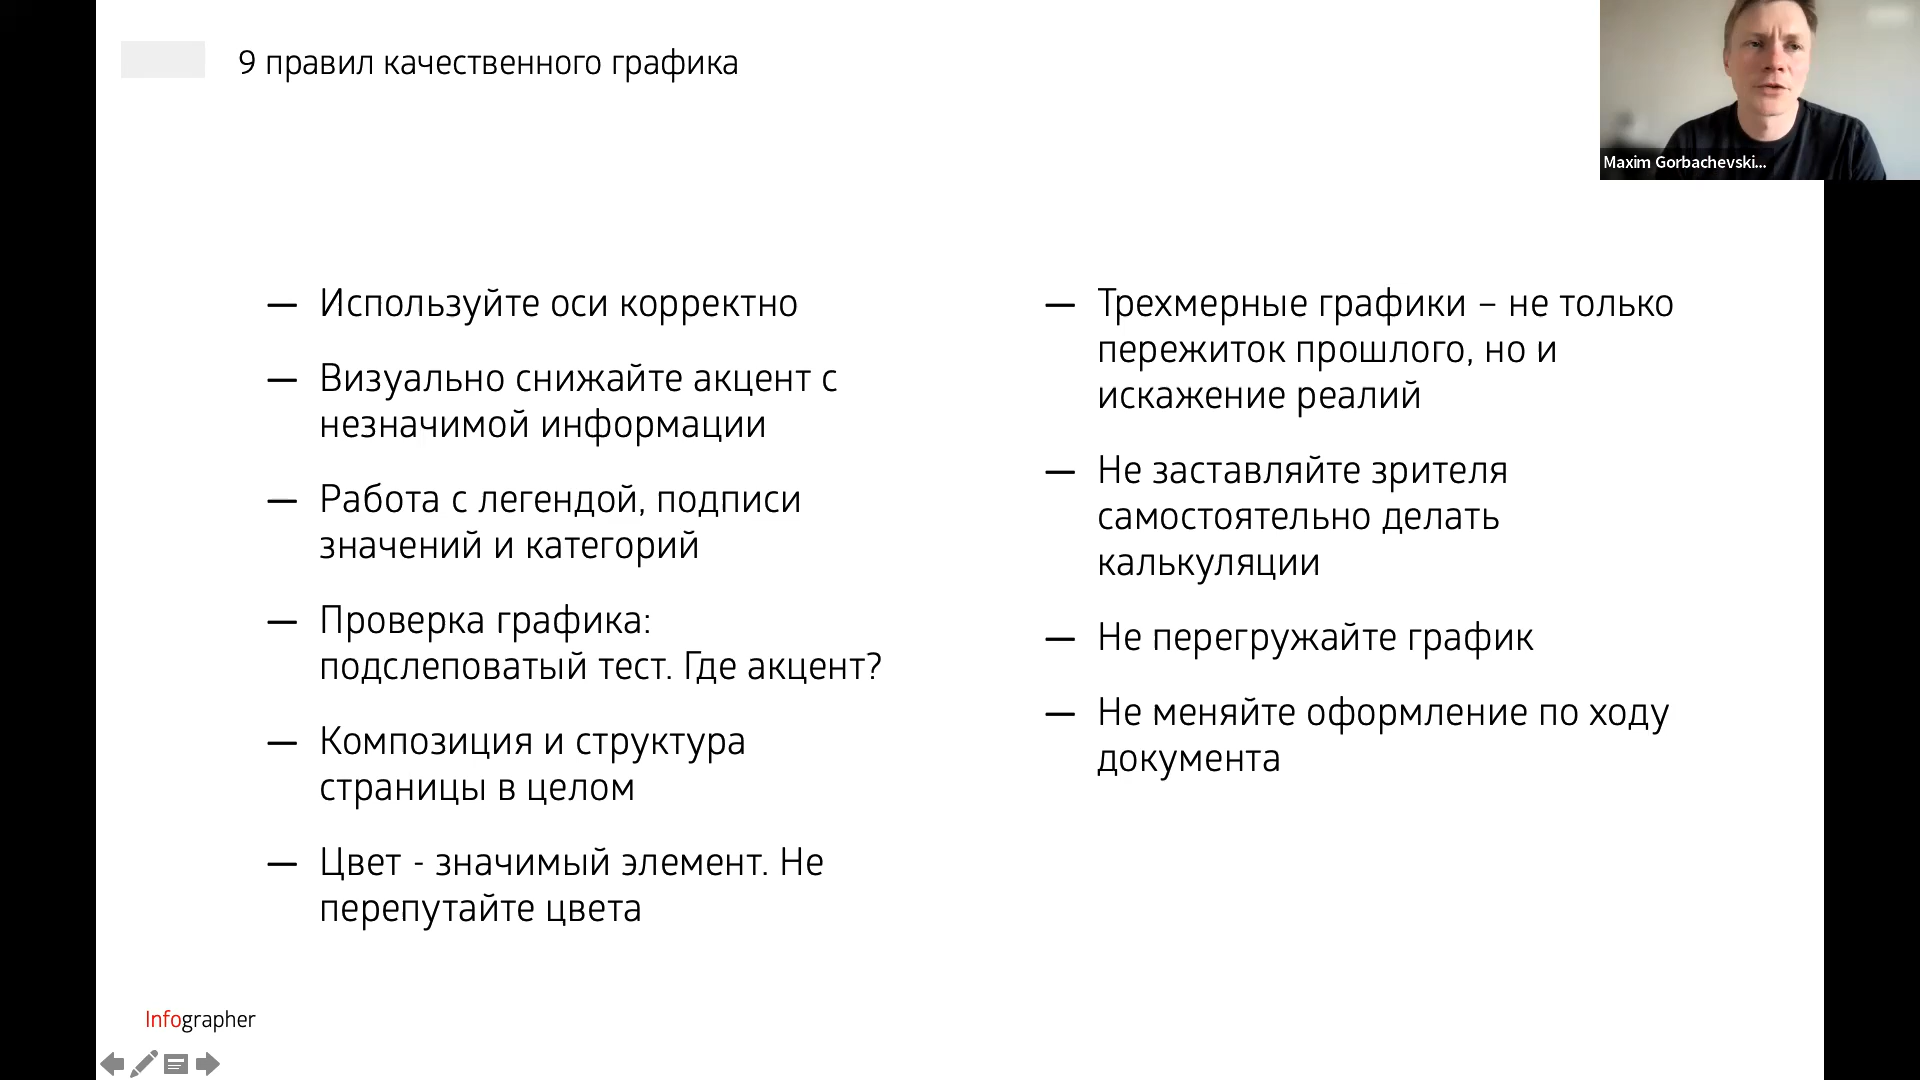 9 правил качественного графика
Maxim Gorbachevski...
— Используйте оси корректно
— Визуально снижайте акцент с
незначимой информации
— Работа с легендой, подписи
значений и категорий
— Проверка графика:
подслеповатый тест. Где акцент?
— Композиция и структура
страницы в целом
— Цвет - значимый элемент. Не
перепутайте цвета
— Трехмерные графики – не только
пережиток прошлого, но и
искажение реалий
— Не заставляйте зрителя
самостоятельно делать
калькуляции
— Не перегружайте график
— Не меняйте оформление по ходу
документа
Infographer